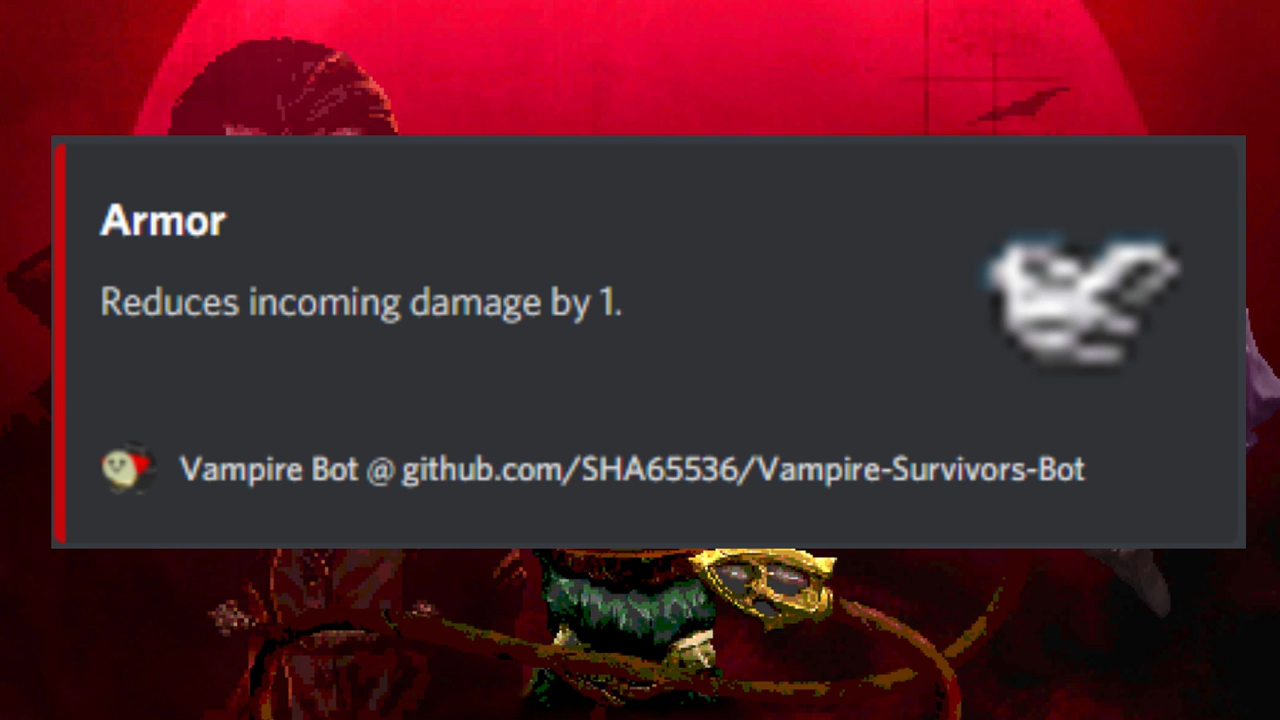 Armor
Reduces incoming damage by 1.
Vampire Bot @ github.com/SHA65536/Vampire-Survivors-Bot